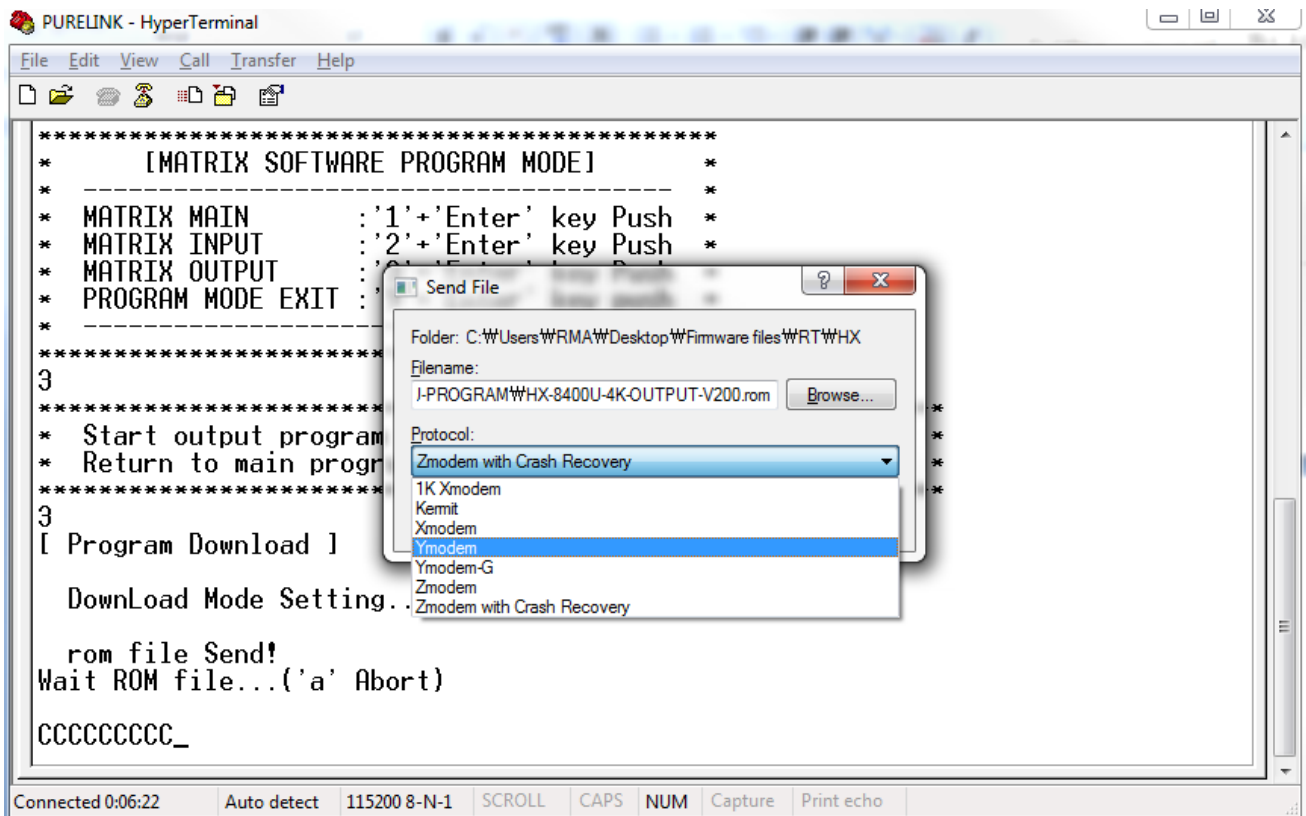 PURELINK - HyperTerminal
File Edit View Call Transfer Help
*********************************************
* [MATRIX SOFTWARE PROGRAM MODE] *
* --------------------------------------- *
* MATRIX MAIN :'1'+'Enter' key Push *
* MATRIX INPUT :'2'+'Enter' key Push *
* MATRIX OUTPUT :'
* PROGRAM MODE EXIT :'
* --------------------
***********************
3
***********************
* Start output program *
* Return to main progr *
***********************
3
[ Program Download ]
DownLoad Mode Setting..
rom file Send!
Wait ROM file...('a' Abort)
CCCCCCCCC_
Send File
Folder: C:₩Users₩RMA₩Desktop₩Firmware files₩RT₩HX
Filename:
J-PROGRAM₩HX-8400U-4K-OUTPUT-V200.rom Browse...
Protocol:
Zmodem with Crash Recovery
1K Xmodem
Kermit
Xmodem
Ymodem
Ymodem-G
Zmodem
Zmodem with Crash Recovery
Connected 0:06:22 Auto detect 115200 8-N-1 SCROLL CAPS NUM Capture Print echo